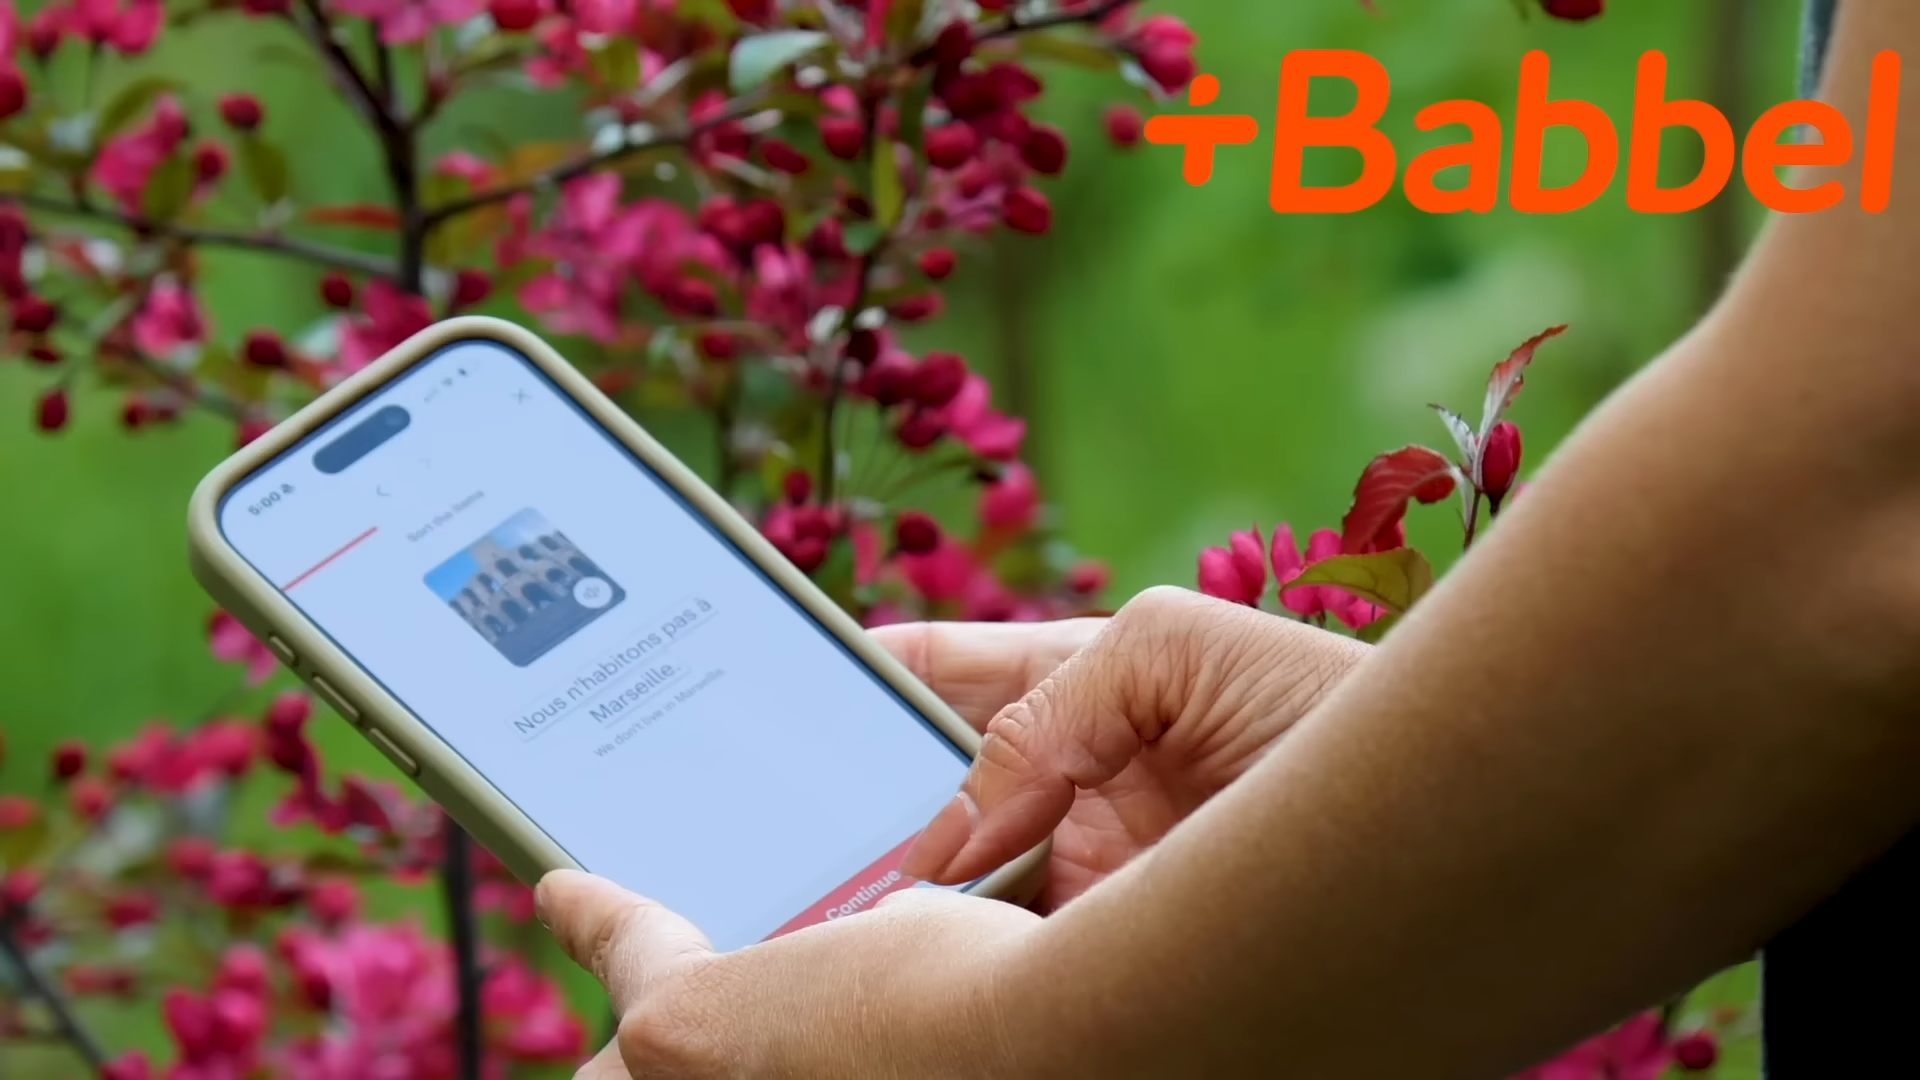 +Babbel
5:00
Sort the items
Nous n'habitons pas à
Marseille.
We don't live in Marseille.
Continue